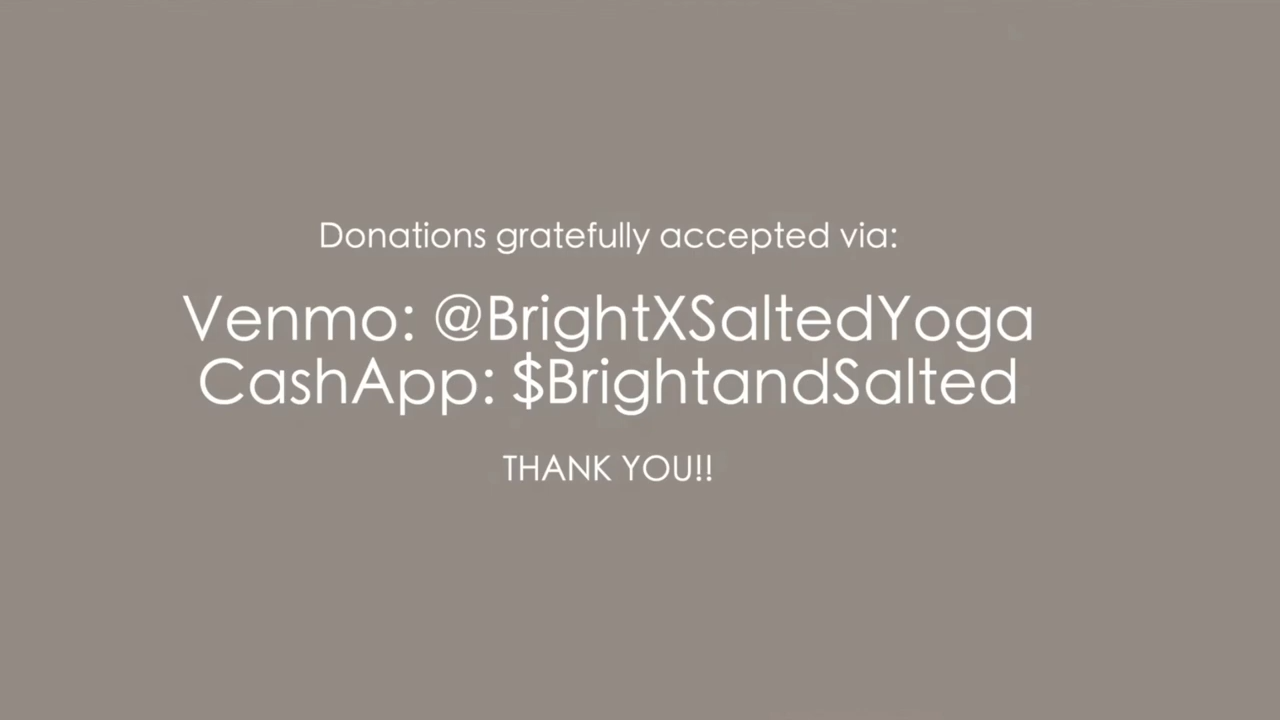 Donations gratefully accepted via:
Venmo: @BrightXSaltedYoga
CashApp: $BrightandSalted
THANK YOU!!